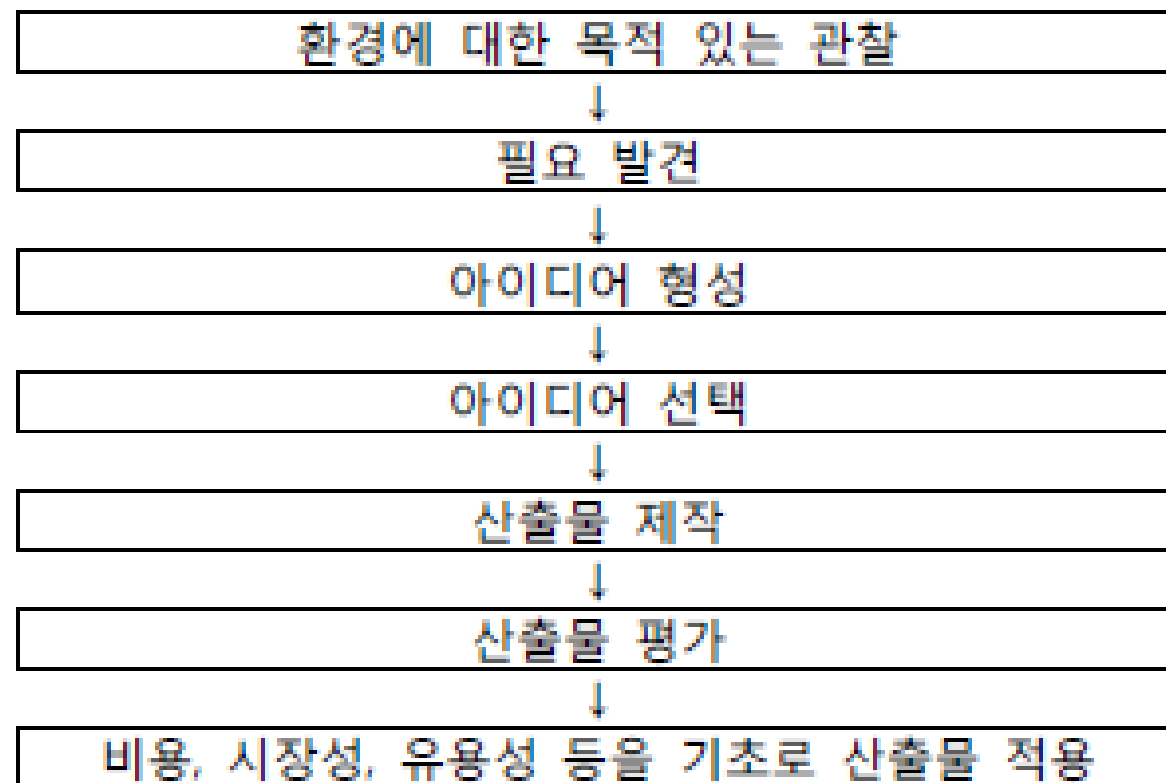 환경에 대한 목적 있는 관찰
↓
필요 발견
↓
아이디어 형성
↓
아이디어 선택
↓
산출물 제작
↓
산출물 평가
↓
비용, 시장성, 유용성 등을 기초로 산출물 적용